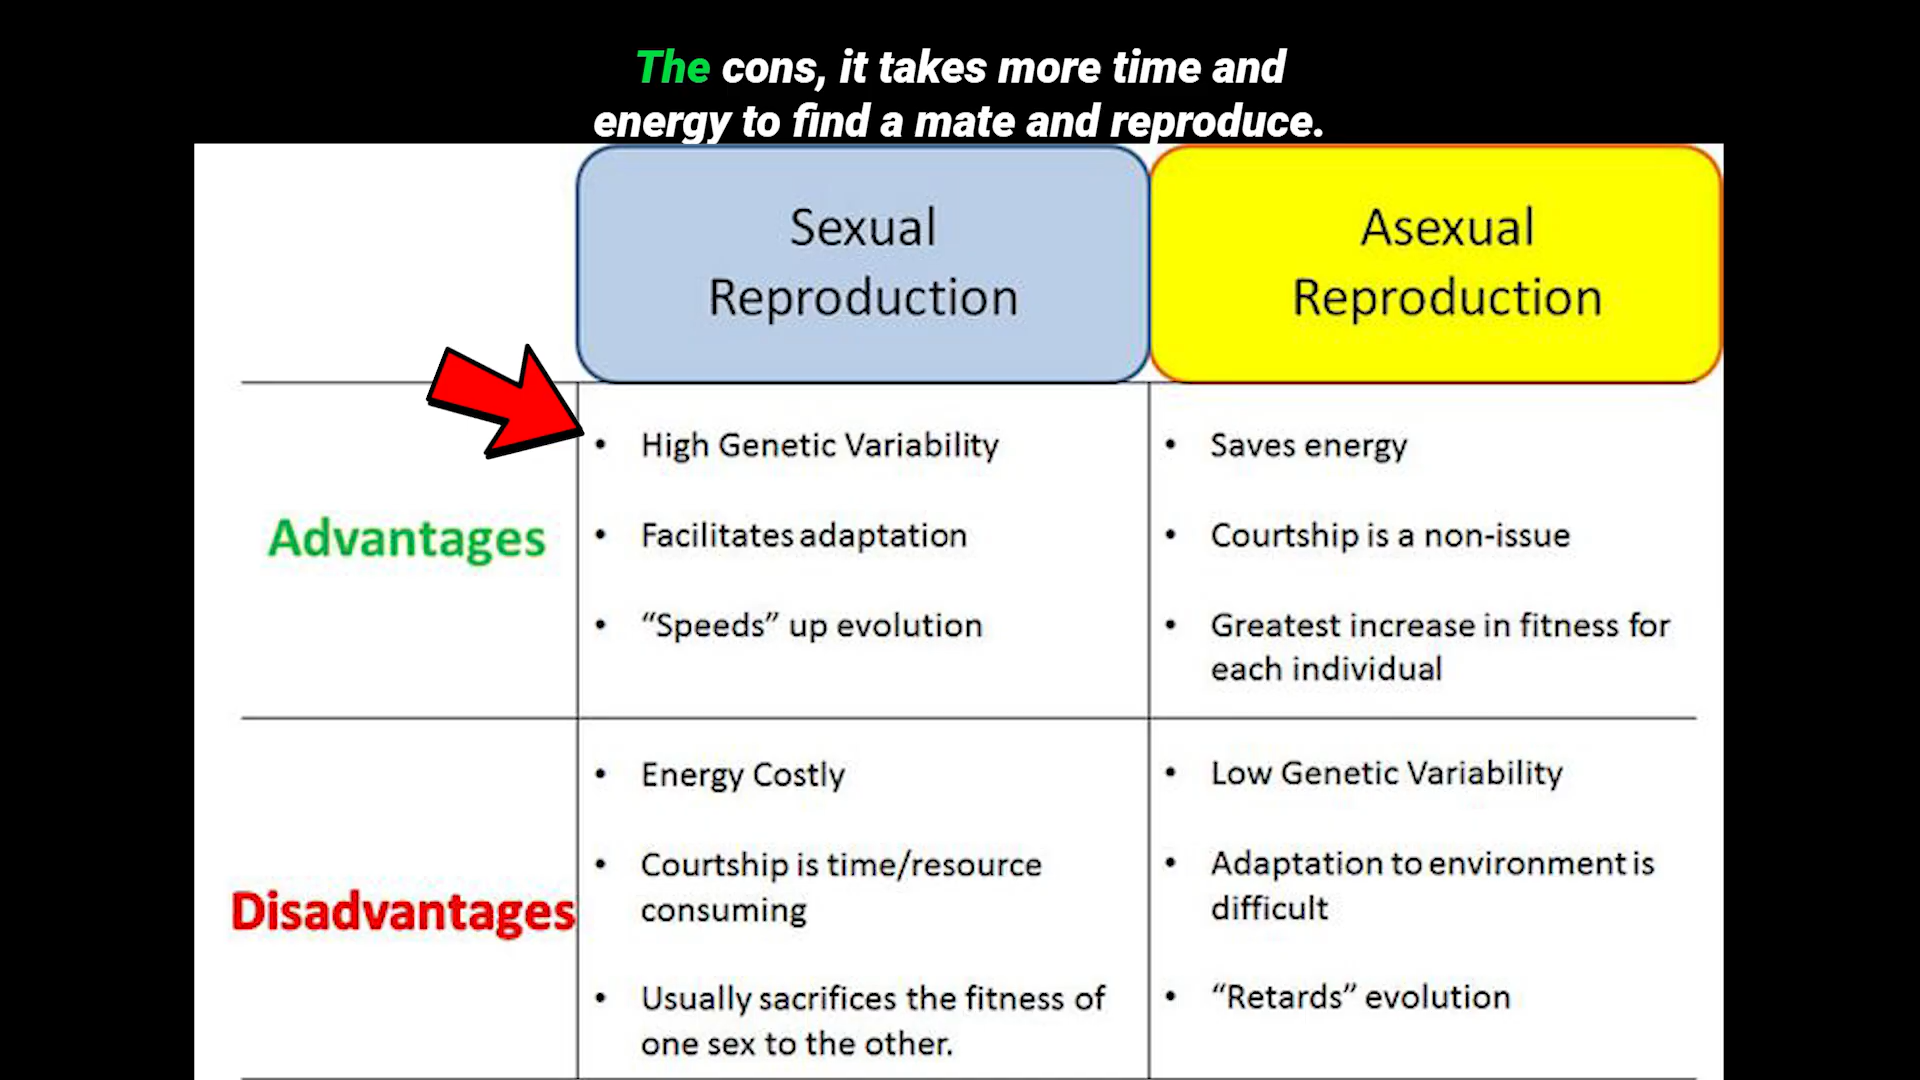 The cons, it takes more time and
energy to find a mate and reproduce.
Sexual
Reproduction
Asexual
Reproduction
Advantages
• High Genetic Variability
• Facilitates adaptation
• “Speeds” up evolution
• Saves energy
• Courtship is a non-issue
• Greatest increase in fitness for
each individual
Disadvantages
• Energy Costly
• Courtship is time/resource
consuming
• Usually sacrifices the fitness of
one sex to the other.
• Low Genetic Variability
• Adaptation to environment is
difficult
• “Retards” evolution